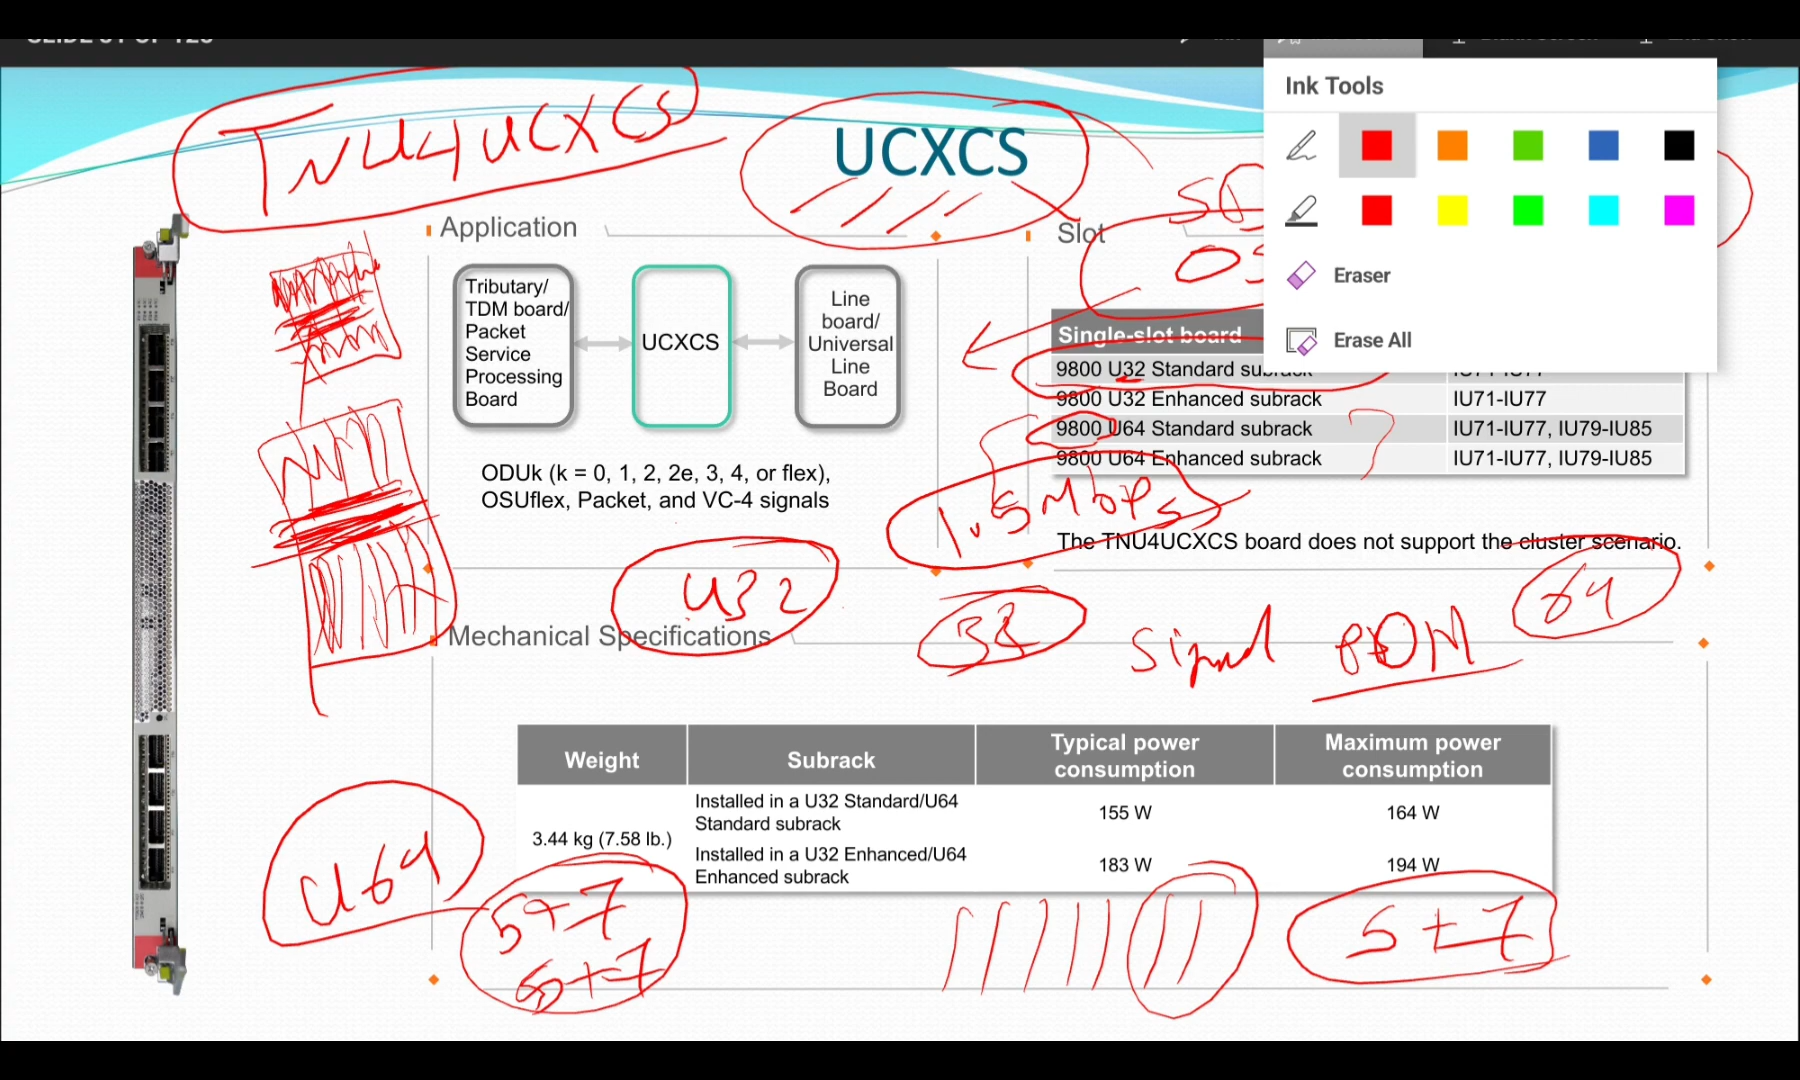 Ink Tools
TNU4UCXCS
UCXCS
Eraser
Erase All
Application
Tributary/
TDM board/
Packet
Service
Processing
Board
UCXCS
Line
board/
Universal
Line
Board
ODUk (k = 0, 1, 2, 2e, 3, 4, or flex),
OSUflex, Packet, and VC-4 signals
Slot
Single-slot board
9800 U32 Standard subrack
9800 U32 Enhanced subrack IU71-IU77
9800 U64 Standard subrack IU71-IU77, IU79-IU85
9800 U64 Enhanced subrack IU71-IU77, IU79-IU85
1.5 Mbps
The TNU4UCXCS board does not support the cluster scenario.
U32
64
Mechanical Specifications
Weight Subrack Typical power consumption Maximum power consumption
3.44 kg (7.58 lb.)
Installed in a U32 Standard/U64 Standard subrack 155 W 164 W
Installed in a U32 Enhanced/U64 Enhanced subrack 183 W 194 W
U64
5+7
5+7
5+7